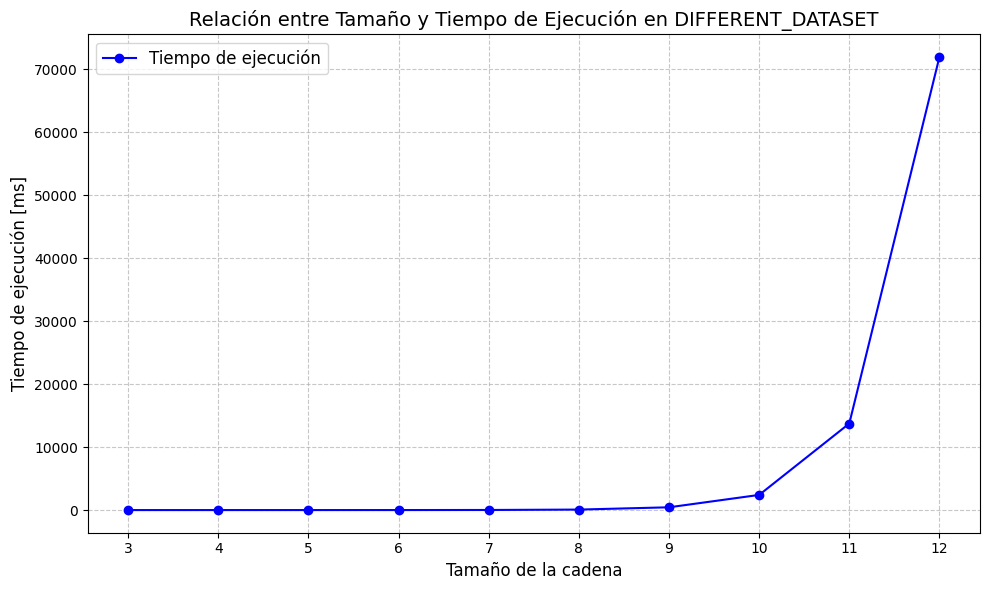 Relación entre Tamaño y Tiempo de Ejecución en DIFFERENT_DATASET
Tiempo de ejecución
Tiempo de ejecución [ms]
70000
60000
50000
40000
30000
20000
10000
0
3 4 5 6 7 8 9 10 11 12
Tamaño de la cadena